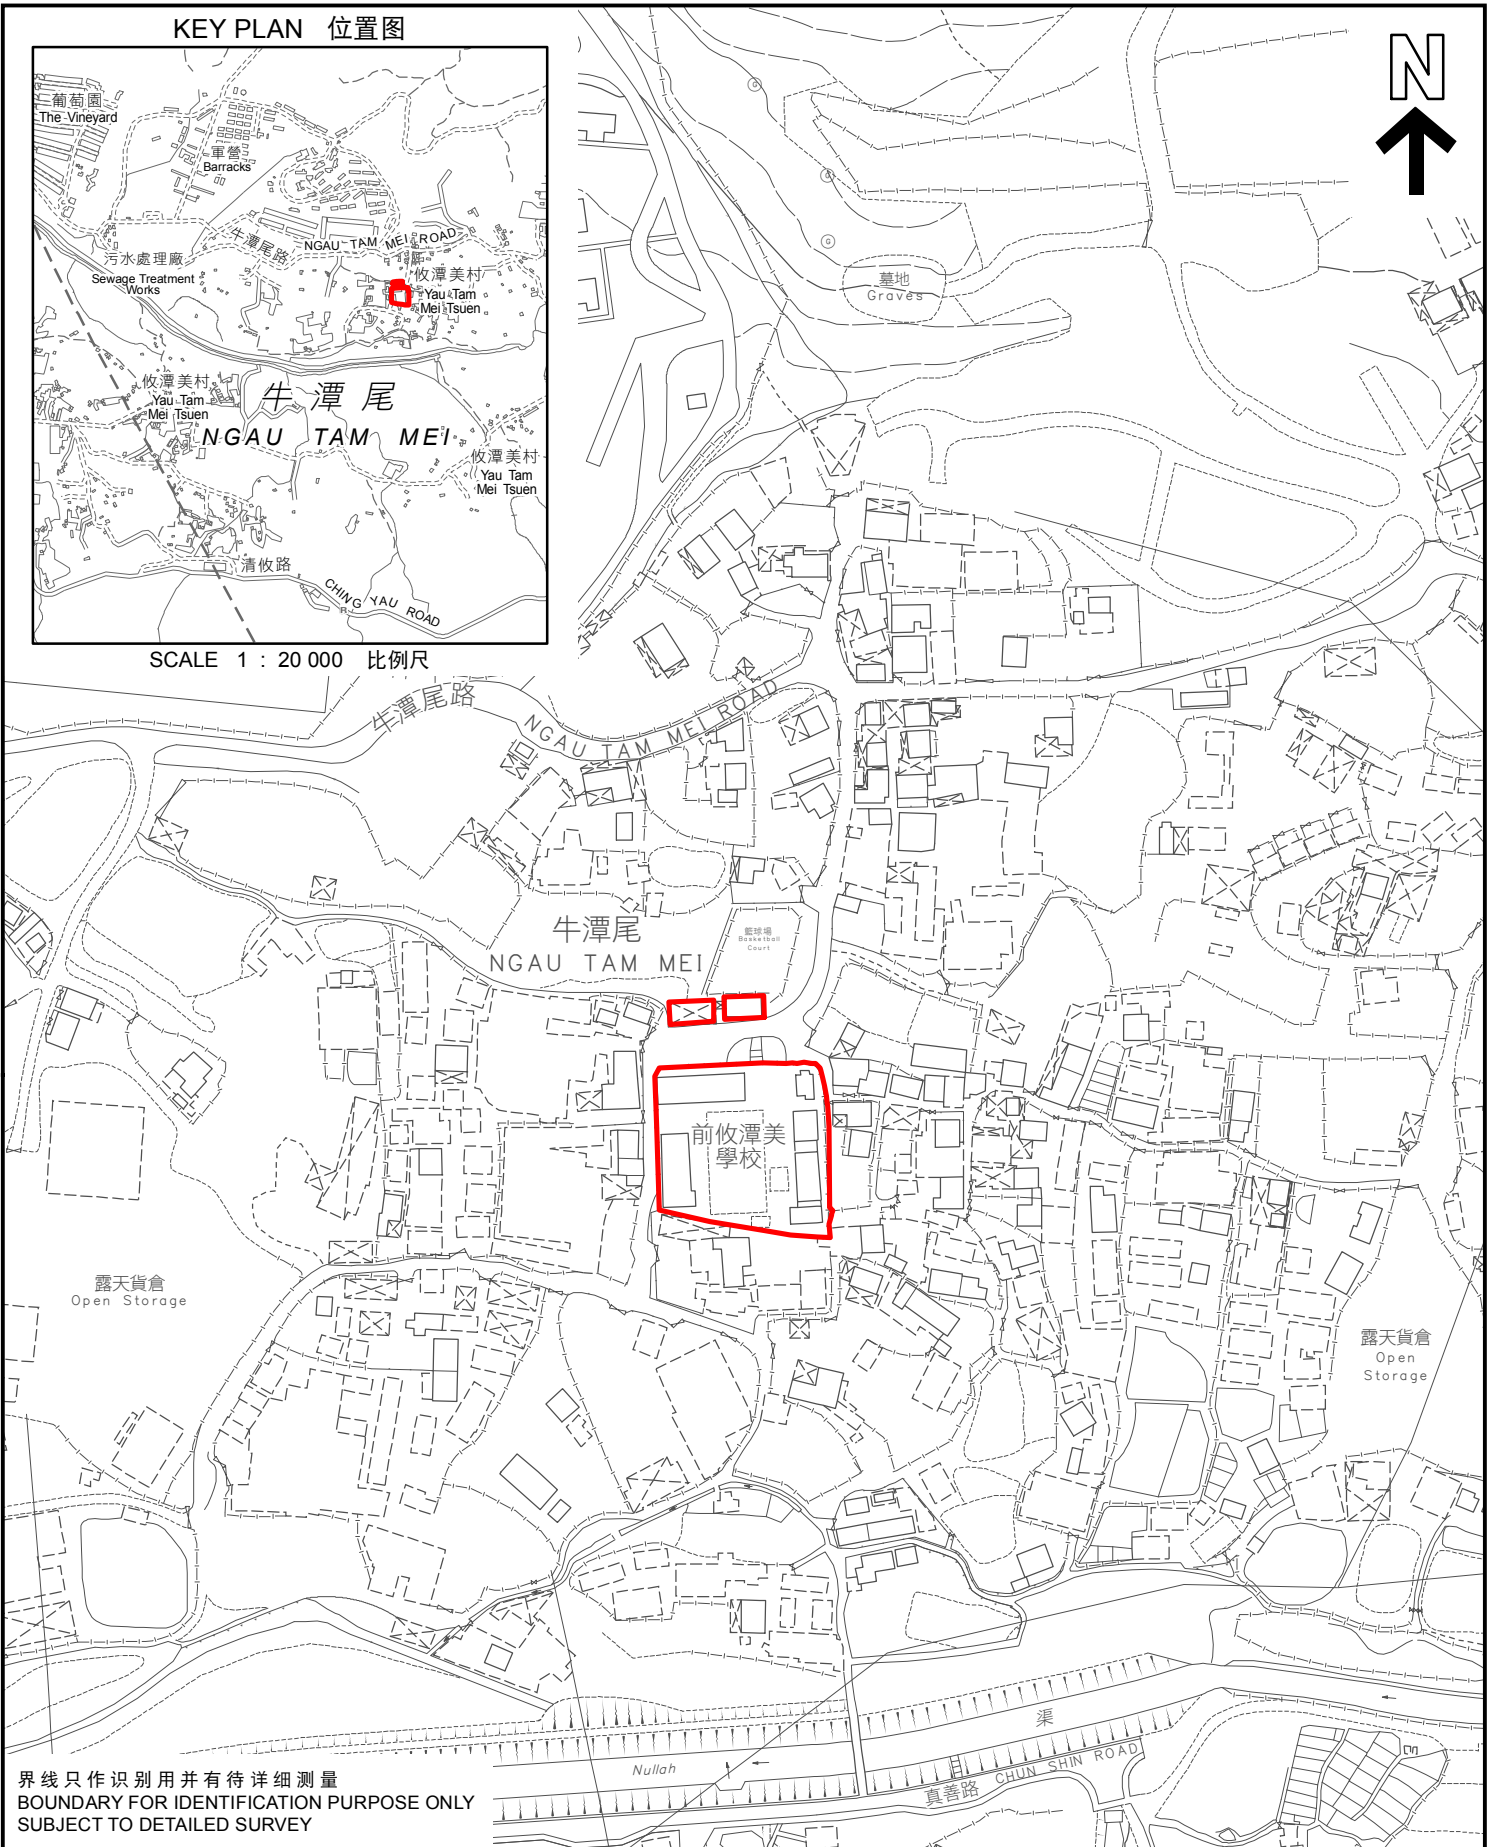 KEY PLAN 位置图
葡萄園
The Vineyard
軍營
Barracks
牛潭尾路
NGAU TAM MEI ROAD
污水處理廠
Sewage Treatment
Works
攸潭美村
Yau Tam
Mei Tsuen
攸潭美村
Yau Tam
Mei Tsuen
牛潭尾
NGAU TAM MEI
攸潭美村
Yau Tam
Mei Tsuen
清攸路
CHING YAU ROAD
SCALE 1 : 20 000 比例尺
N
G
G
G
墓地
Graves
牛潭尾路
NGAU TAM MEI ROAD
牛潭尾
NGAU TAM MEI
籃球場
Basketball
Court
前攸潭美
學校
露天貨倉
Open Storage
露天貨倉
Open
Storage
渠
Nullah
真善路 CHUN SHIN ROAD
界线只作识别用并有待详细测量
BOUNDARY FOR IDENTIFICATION PURPOSE ONLY
SUBJECT TO DETAILED SURVEY